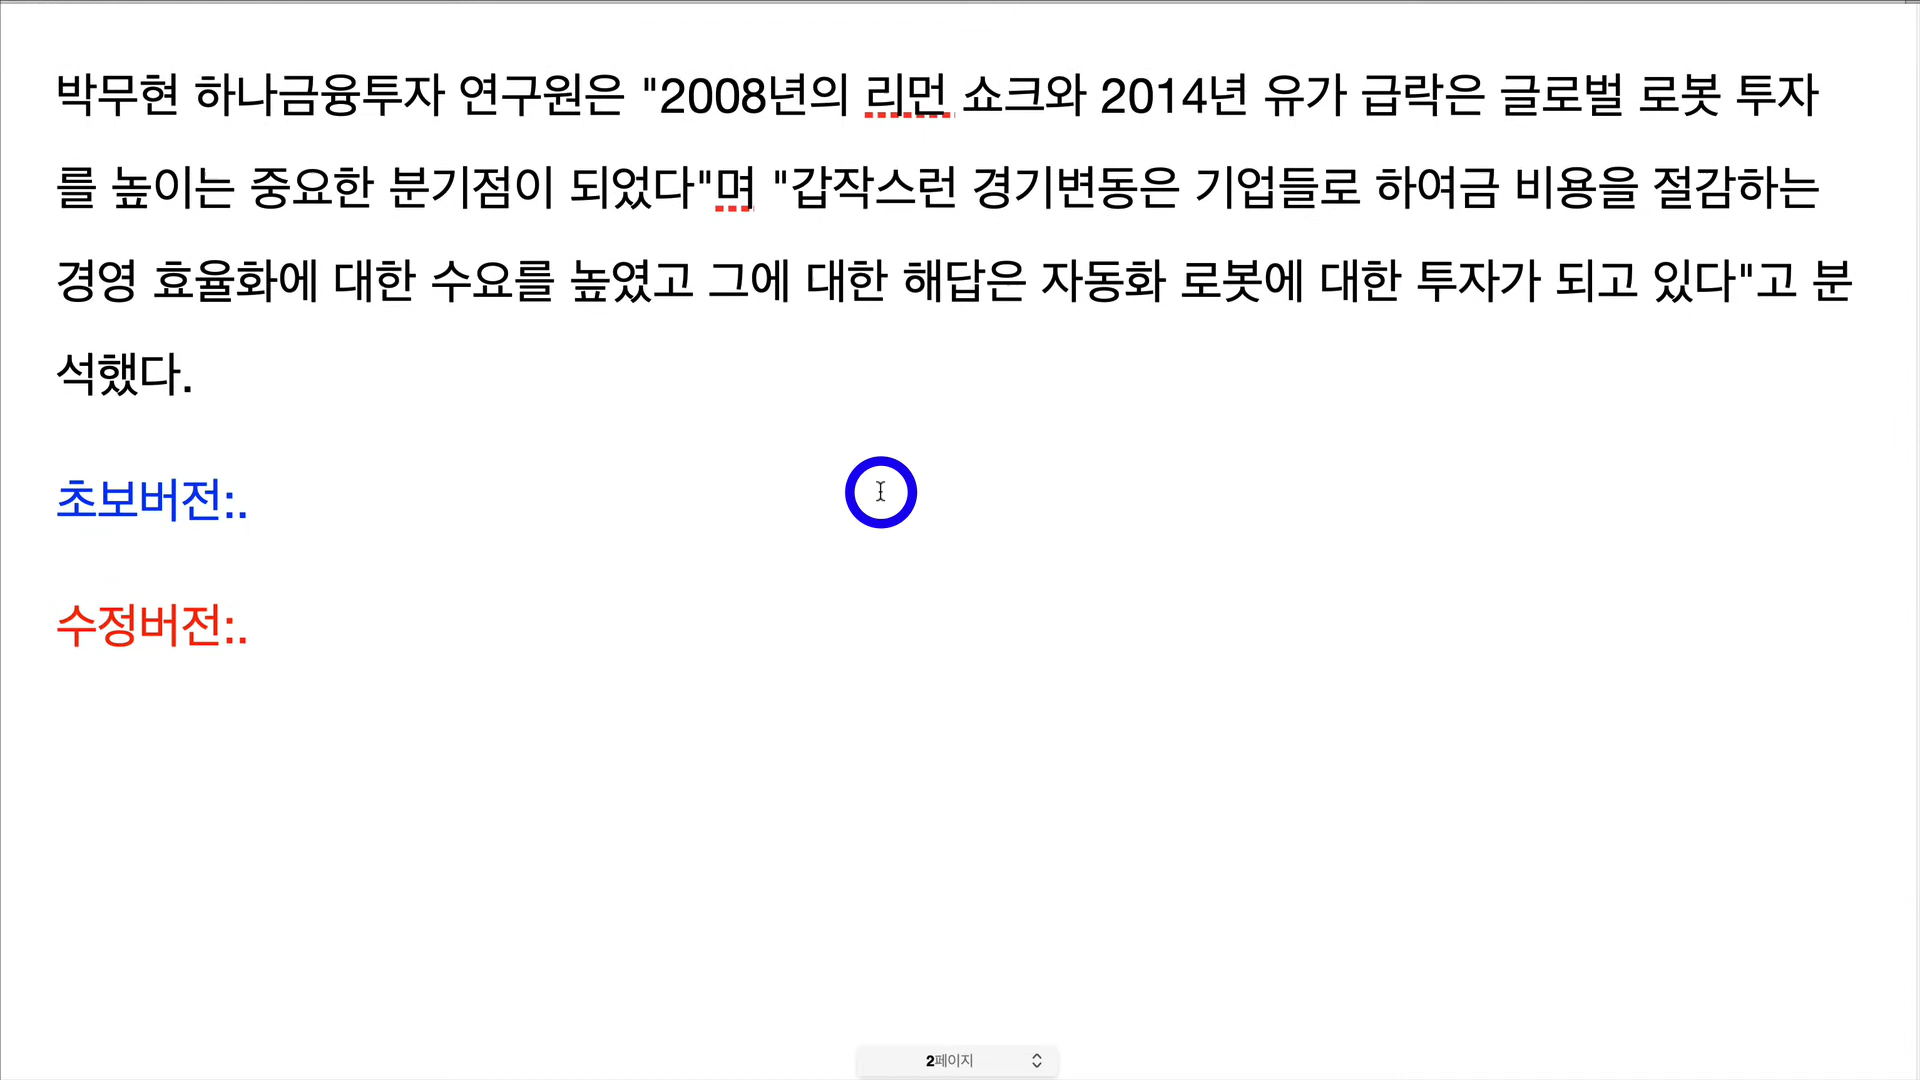 박무현 하나금융투자 연구원은 "2008년의 리먼 쇼크와 2014년 유가 급락은 글로벌 로봇 투자
를 높이는 중요한 분기점이 되었다"며 "갑작스런 경기변동은 기업들로 하여금 비용을 절감하는
경영 효율화에 대한 수요를 높였고 그에 대한 해답은 자동화 로봇에 대한 투자가 되고 있다"고 분
석했다.
초보버전:.
수정버전:.
2페이지